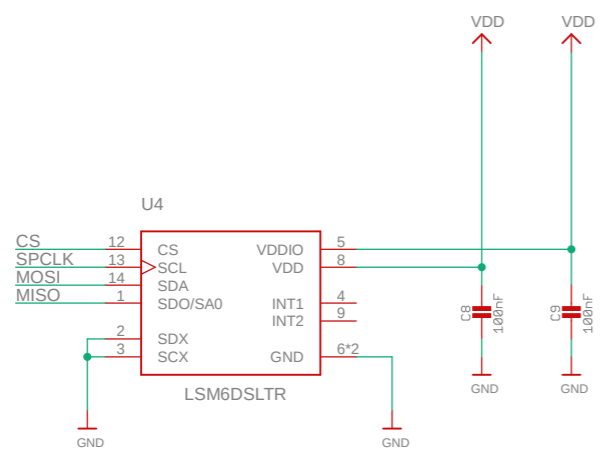 VDD VDD
U4
CS 12 CS VDDIO 5
SPCLK 13 SCL VDD 8
MOSI 14 SDA
MISO 1 SDO/SA0 INT1 4
INT2 9
2 SDX
3 SCX GND 6*2
C8 100nF C9 100nF
LSM6DSLTR
GND GND
GND GND